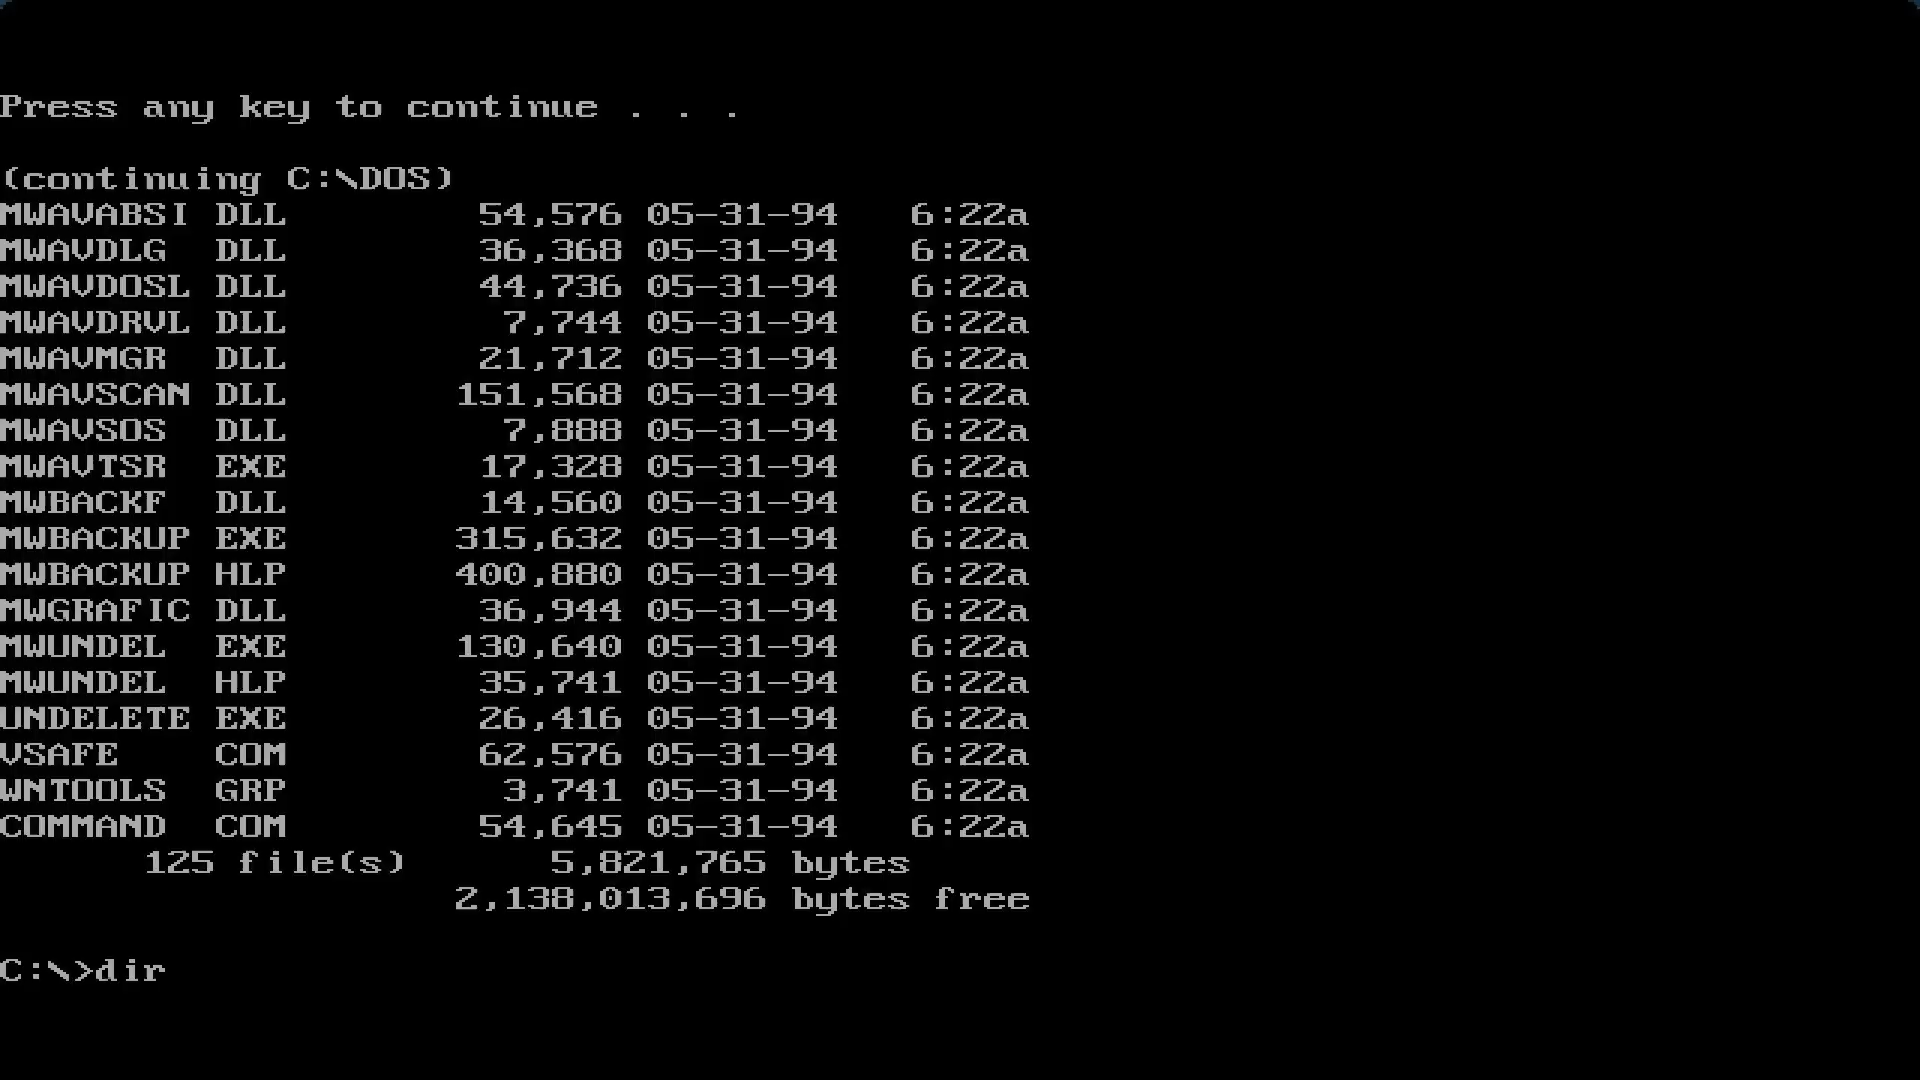 Press any key to continue . . .
(continuing C:\DOS)
MWAVABSI DLL        54,576 05-31-94   6:22a
MWAVDLG  DLL        36,368 05-31-94   6:22a
MWAVDOSL DLL        44,736 05-31-94   6:22a
MWAVDRVL DLL         7,744 05-31-94   6:22a
MWAVMGR  DLL        21,712 05-31-94   6:22a
MWAVSCAN DLL       151,568 05-31-94   6:22a
MWAVSOS  DLL         7,888 05-31-94   6:22a
MWAVTSR  EXE        17,328 05-31-94   6:22a
MWBACKF  DLL        14,560 05-31-94   6:22a
MWBACKUP EXE       315,632 05-31-94   6:22a
MWBACKUP HLP       400,880 05-31-94   6:22a
MWGRAFIC DLL        36,944 05-31-94   6:22a
MWUNDEL  EXE       130,640 05-31-94   6:22a
MWUNDEL  HLP        35,741 05-31-94   6:22a
UNDELETE EXE        26,416 05-31-94   6:22a
VSAFE    COM        62,576 05-31-94   6:22a
WNTOOLS  GRP         3,741 05-31-94   6:22a
COMMAND  COM        54,645 05-31-94   6:22a
      125 file(s)      5,821,765 bytes
                   2,138,013,696 bytes free
C:\>dir